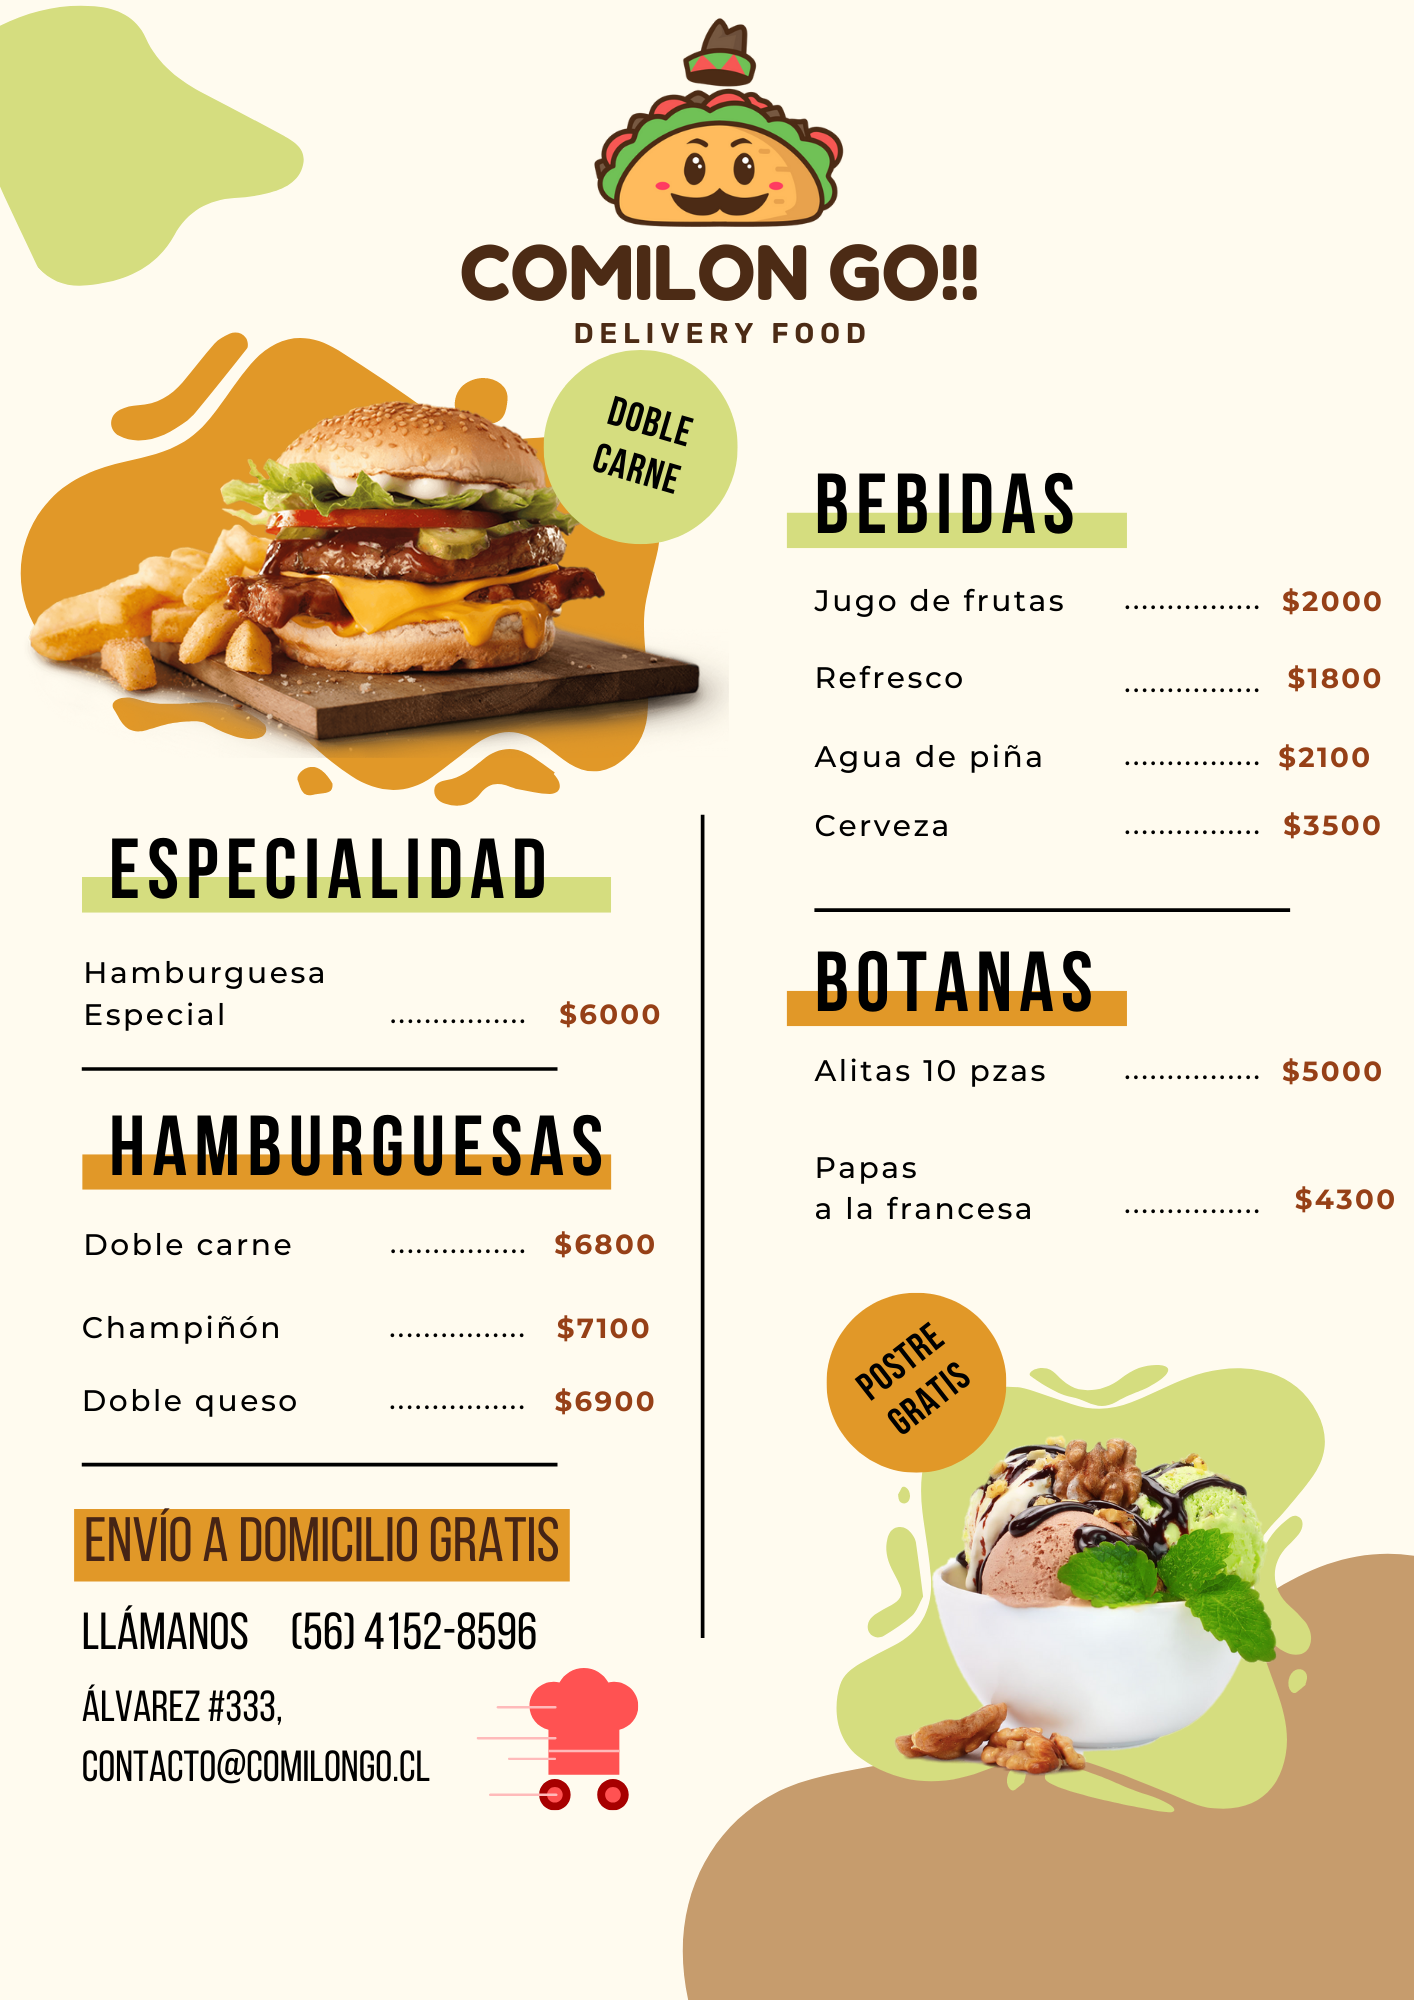 COMILON GO!!
DELIVERY FOOD
DOBLE
CARNE
ESPECIALIDAD
Hamburguesa
Especial ................ $6000
HAMBURGUESAS
Doble carne ................ $6800
Champiñón ................ $7100
Doble queso ................ $6900
ENVÍO A DOMICILIO GRATIS
LLÁMANOS (56) 4152-8596
ÁLVAREZ #333,
CONTACTO@COMILONGO.CL
BEBIDAS
Jugo de frutas ................ $2000
Refresco ................ $1800
Agua de piña ................ $2100
Cerveza ................ $3500
BOTANAS
Alitas 10 pzas ................ $5000
Papas
a la francesa ................ $4300
POSTRE
GRATIS